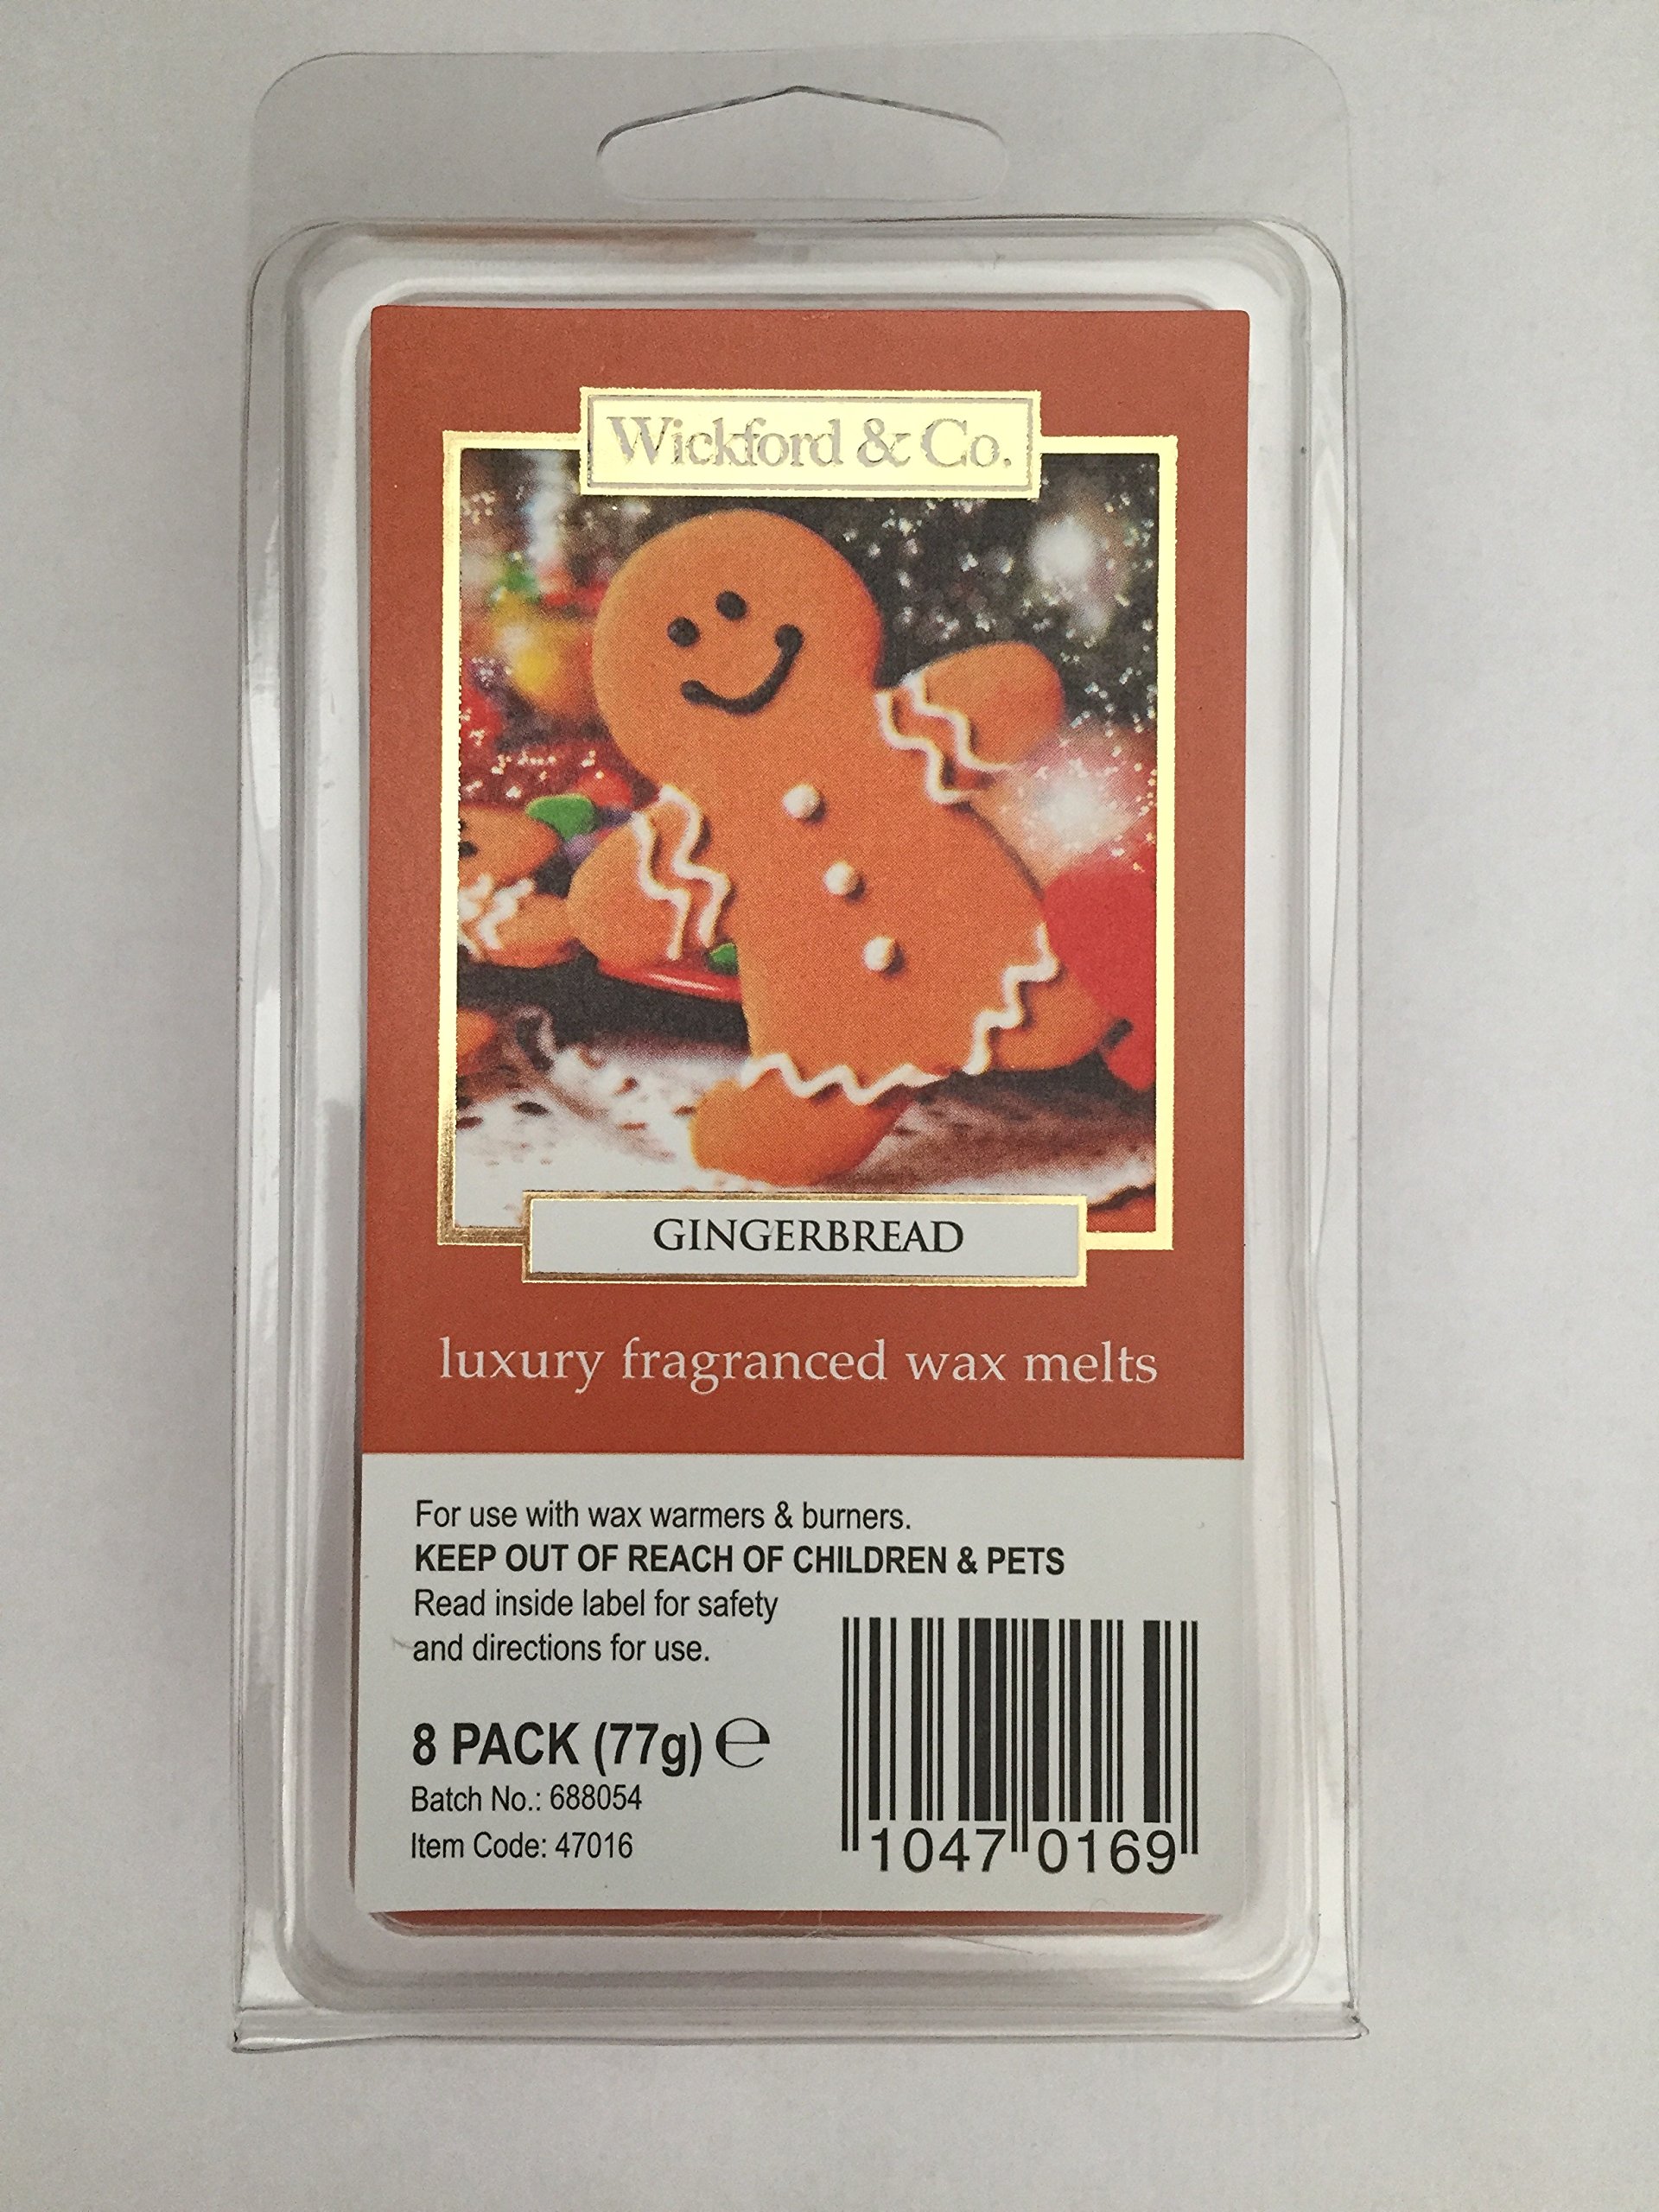 Wickford & Co.
GINGERBREAD
luxury fragranced wax melts
For use with wax warmers & burners.
KEEP OUT OF REACH OF CHILDREN & PETS
Read inside label for safety
and directions for use.
8 PACK (77g) ℮
Batch No.: 688054
Item Code: 47016
1047 0169